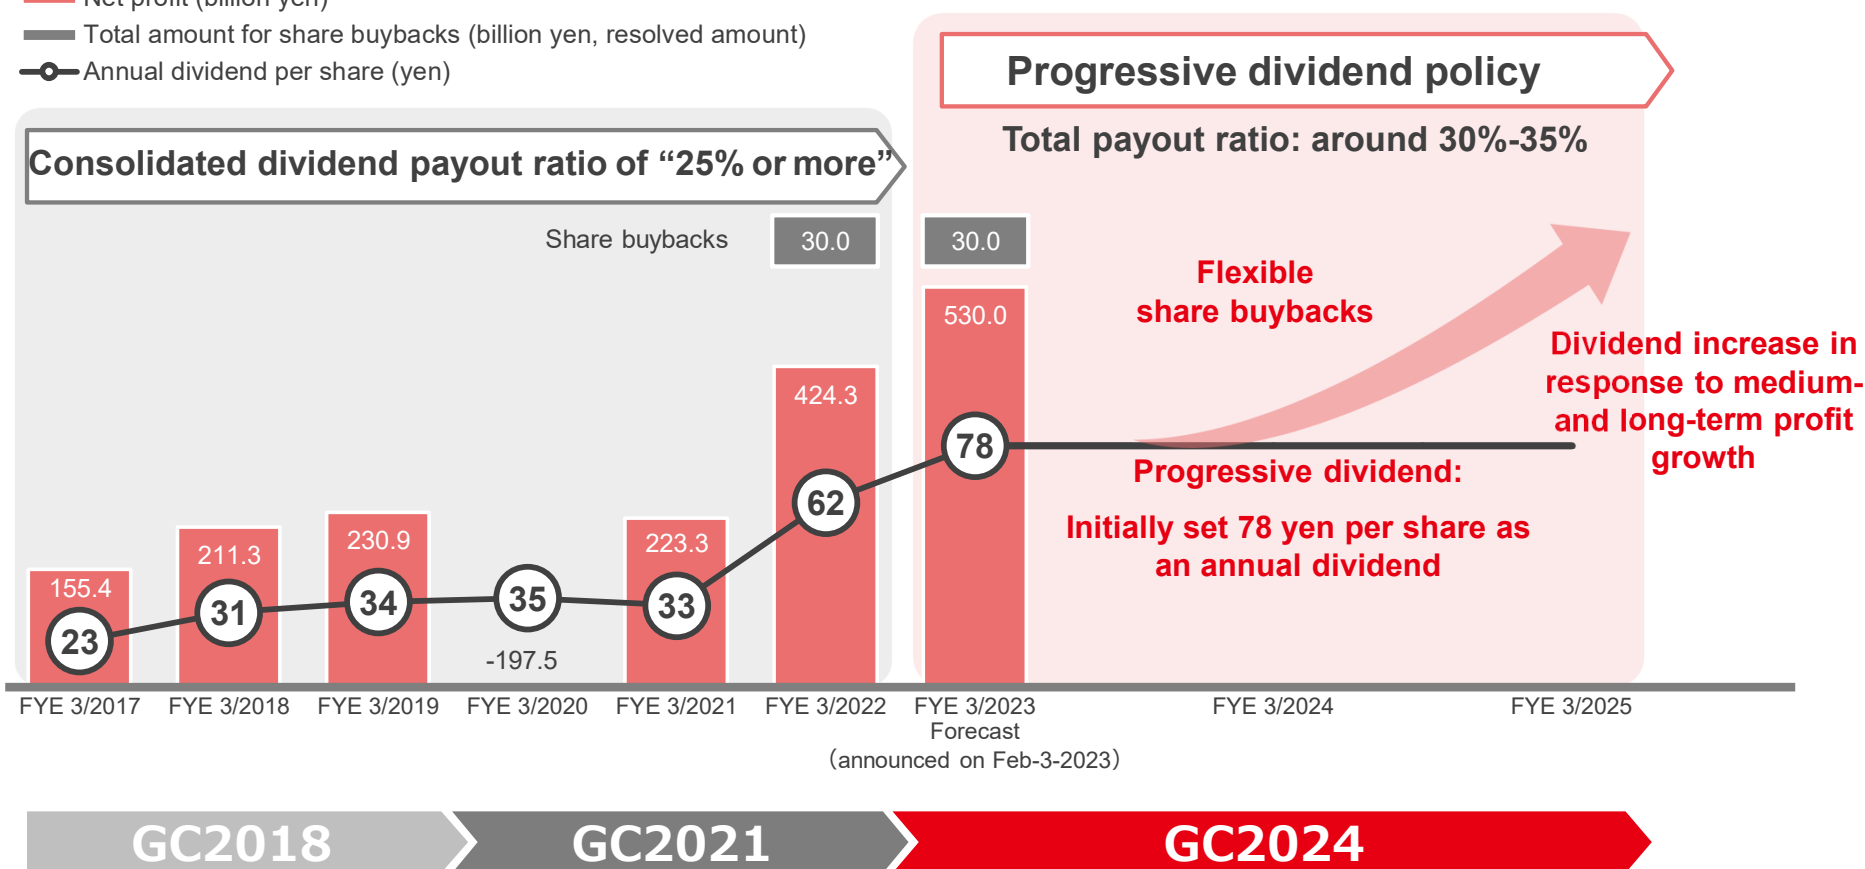 Net profit (billion yen)
Total amount for share buybacks (billion yen, resolved amount)
Annual dividend per share (yen)
Progressive dividend policy
Total payout ratio: around 30%-35%
Consolidated dividend payout ratio of “25% or more”
Share buybacks
30.0
30.0
Flexible
share buybacks
530.0
Dividend increase in
response to medium-
and long-term profit
growth
424.3
78
Progressive dividend:
Initially set 78 yen per share as
an annual dividend
62
230.9
223.3
211.3
155.4
35
34
33
31
23
-197.5
FYE 3/2017
FYE 3/2018
FYE 3/2019
FYE 3/2020
FYE 3/2021
FYE 3/2022
FYE 3/2023
Forecast
（announced on Feb-3-2023）
FYE 3/2024
FYE 3/2025
GC2018
GC2021
GC2024